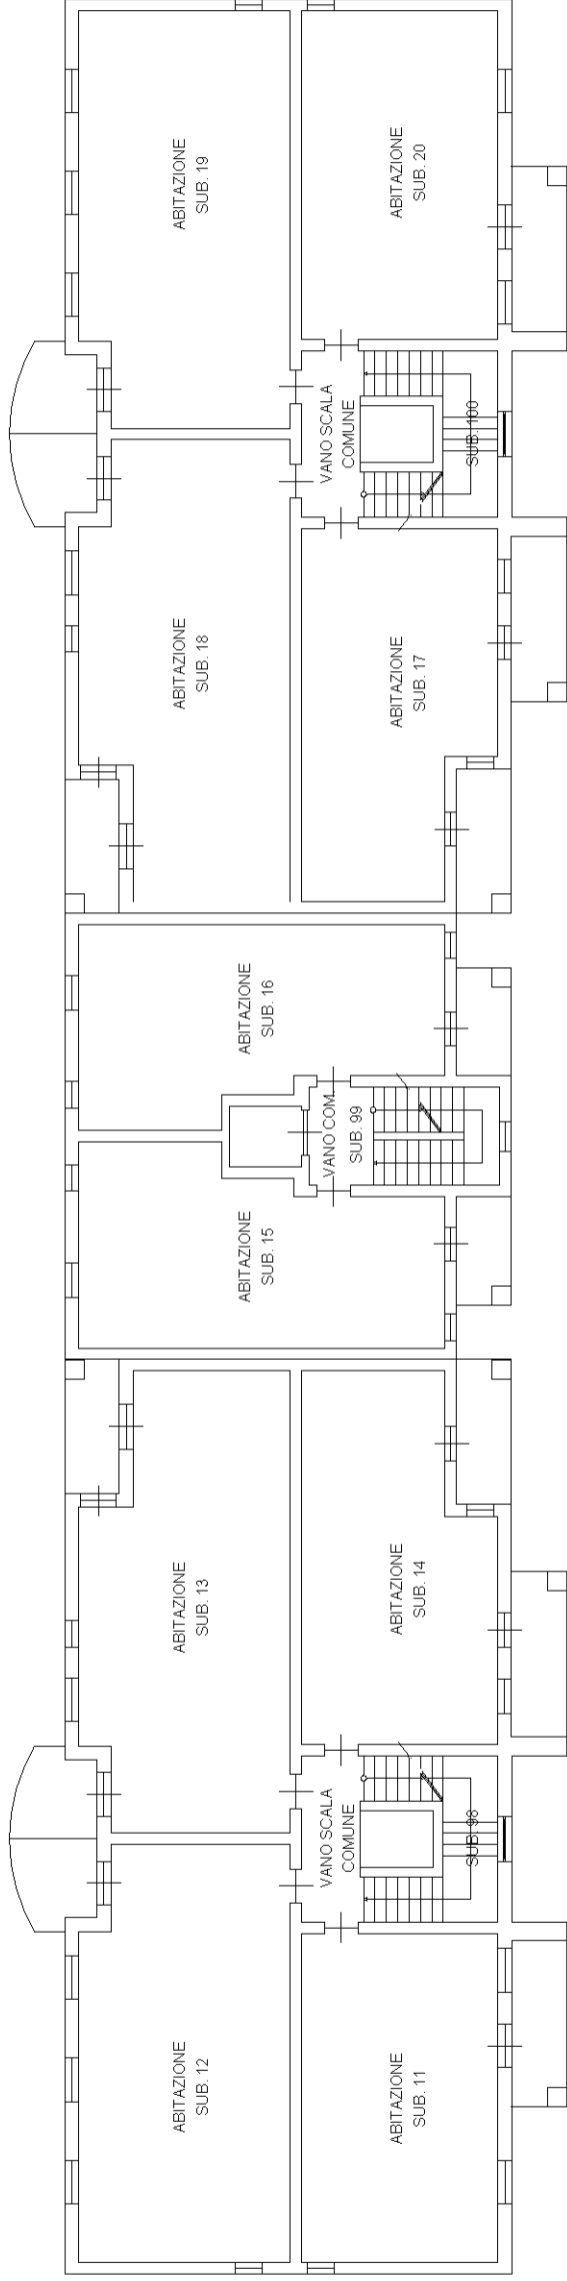 ABITAZIONE
SUB. 12
ABITAZIONE
SUB. 13
ABITAZIONE
SUB. 18
ABITAZIONE
SUB. 19
ABITAZIONE
SUB. 15
ABITAZIONE
SUB. 16
VANO SCALA
COMUNE
SUB. 98
VANO COM.
SUB. 99
VANO SCALA
COMUNE
SUB. 100
ABITAZIONE
SUB. 11
ABITAZIONE
SUB. 14
ABITAZIONE
SUB. 17
ABITAZIONE
SUB. 20